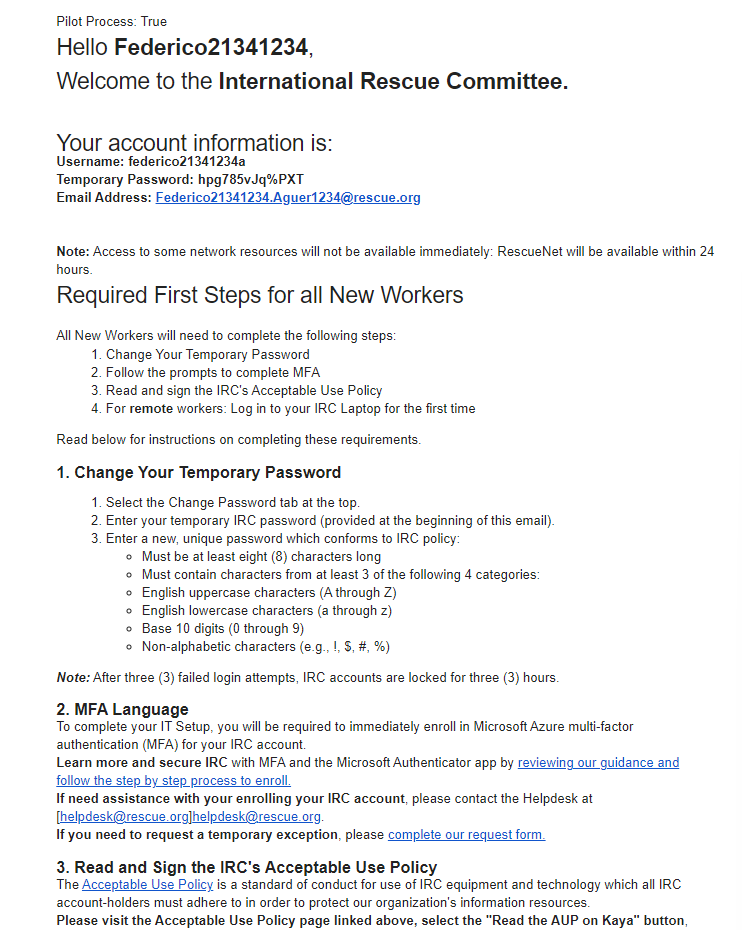 Pilot Process: True
Hello Federico21341234,
Welcome to the International Rescue Committee.
Your account information is:
Username: federico21341234a
Temporary Password: hpg785vJq%PXT
Email Address: Federico21341234.Aguer1234@rescue.org
Note: Access to some network resources will not be available immediately: RescueNet will be available within 24
hours.
Required First Steps for all New Workers
All New Workers will need to complete the following steps:
1. Change Your Temporary Password
2. Follow the prompts to complete MFA
3. Read and sign the IRC's Acceptable Use Policy
4. For remote workers: Log in to your IRC Laptop for the first time
Read below for instructions on completing these requirements.
1. Change Your Temporary Password
1. Select the Change Password tab at the top.
2. Enter your temporary IRC password (provided at the beginning of this email).
3. Enter a new, unique password which conforms to IRC policy:
◦ Must be at least eight (8) characters long
◦ Must contain characters from at least 3 of the following 4 categories:
◦ English uppercase characters (A through Z)
◦ English lowercase characters (a through z)
◦ Base 10 digits (0 through 9)
◦ Non-alphabetic characters (e.g., !, $, #, %)
Note: After three (3) failed login attempts, IRC accounts are locked for three (3) hours.
2. MFA Language
To complete your IT Setup, you will be required to immediately enroll in Microsoft Azure multi-factor
authentication (MFA) for your IRC account.
Learn more and secure IRC with MFA and the Microsoft Authenticator app by reviewing our guidance and
follow the step by step process to enroll.
If need assistance with your enrolling your IRC account, please contact the Helpdesk at
[helpdesk@rescue.org]helpdesk@rescue.org.
If you need to request a temporary exception, please complete our request form.
3. Read and Sign the IRC's Acceptable Use Policy
The Acceptable Use Policy is a standard of conduct for use of IRC equipment and technology which all IRC
account-holders must adhere to in order to protect our organization's information resources.
Please visit the Acceptable Use Policy page linked above, select the "Read the AUP on Kaya" button,